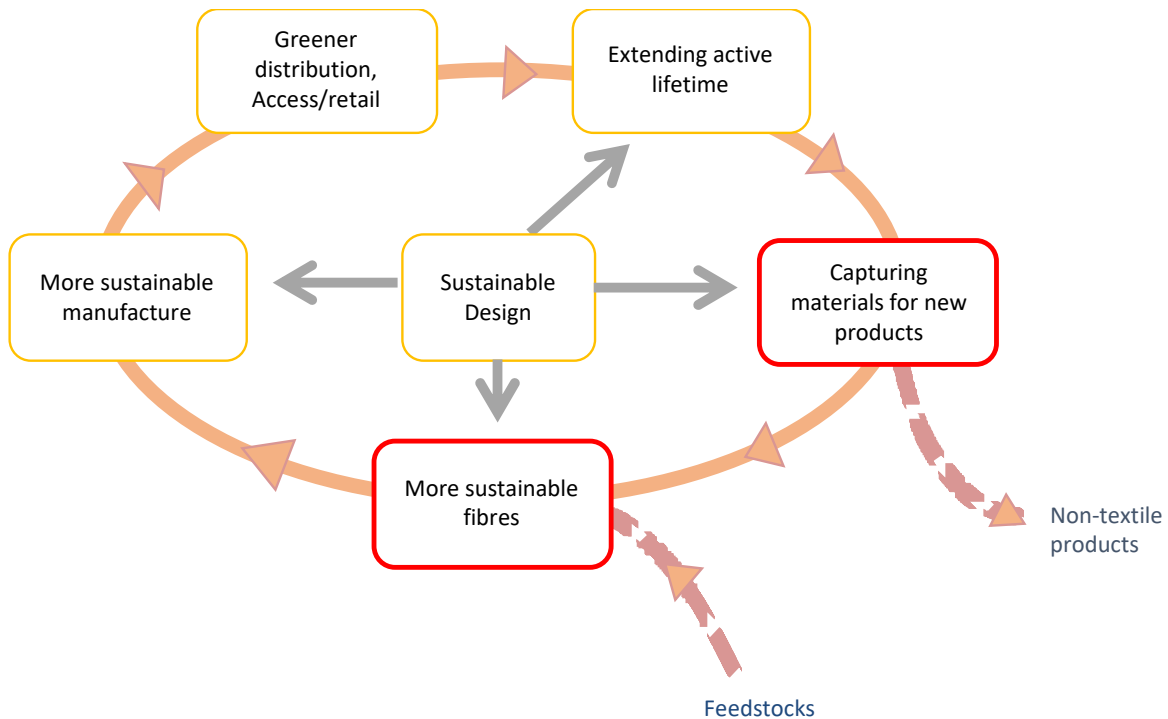 Greener
distribution,
Access/retail
Extending active
lifetime
More sustainable
manufacture
Sustainable
Design
Capturing
materials for new
products
More sustainable
fibres
Non-textile
products
Feedstocks